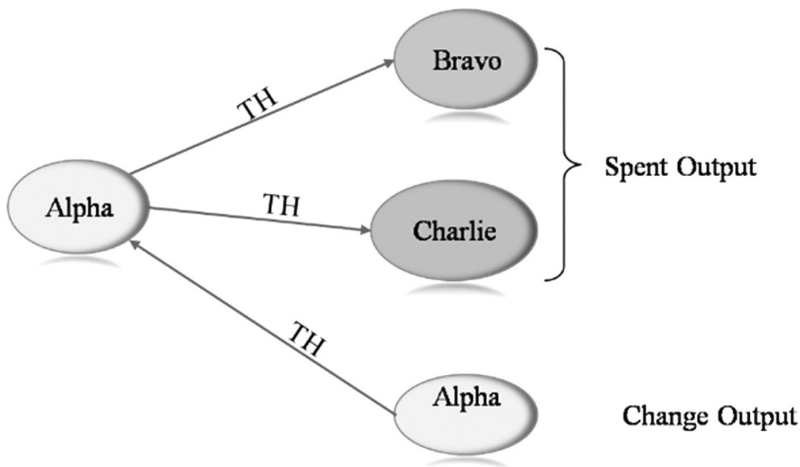 Bravo
TH
Spent Output
Alpha
TH
Charlie
TH
Alpha
Change Output